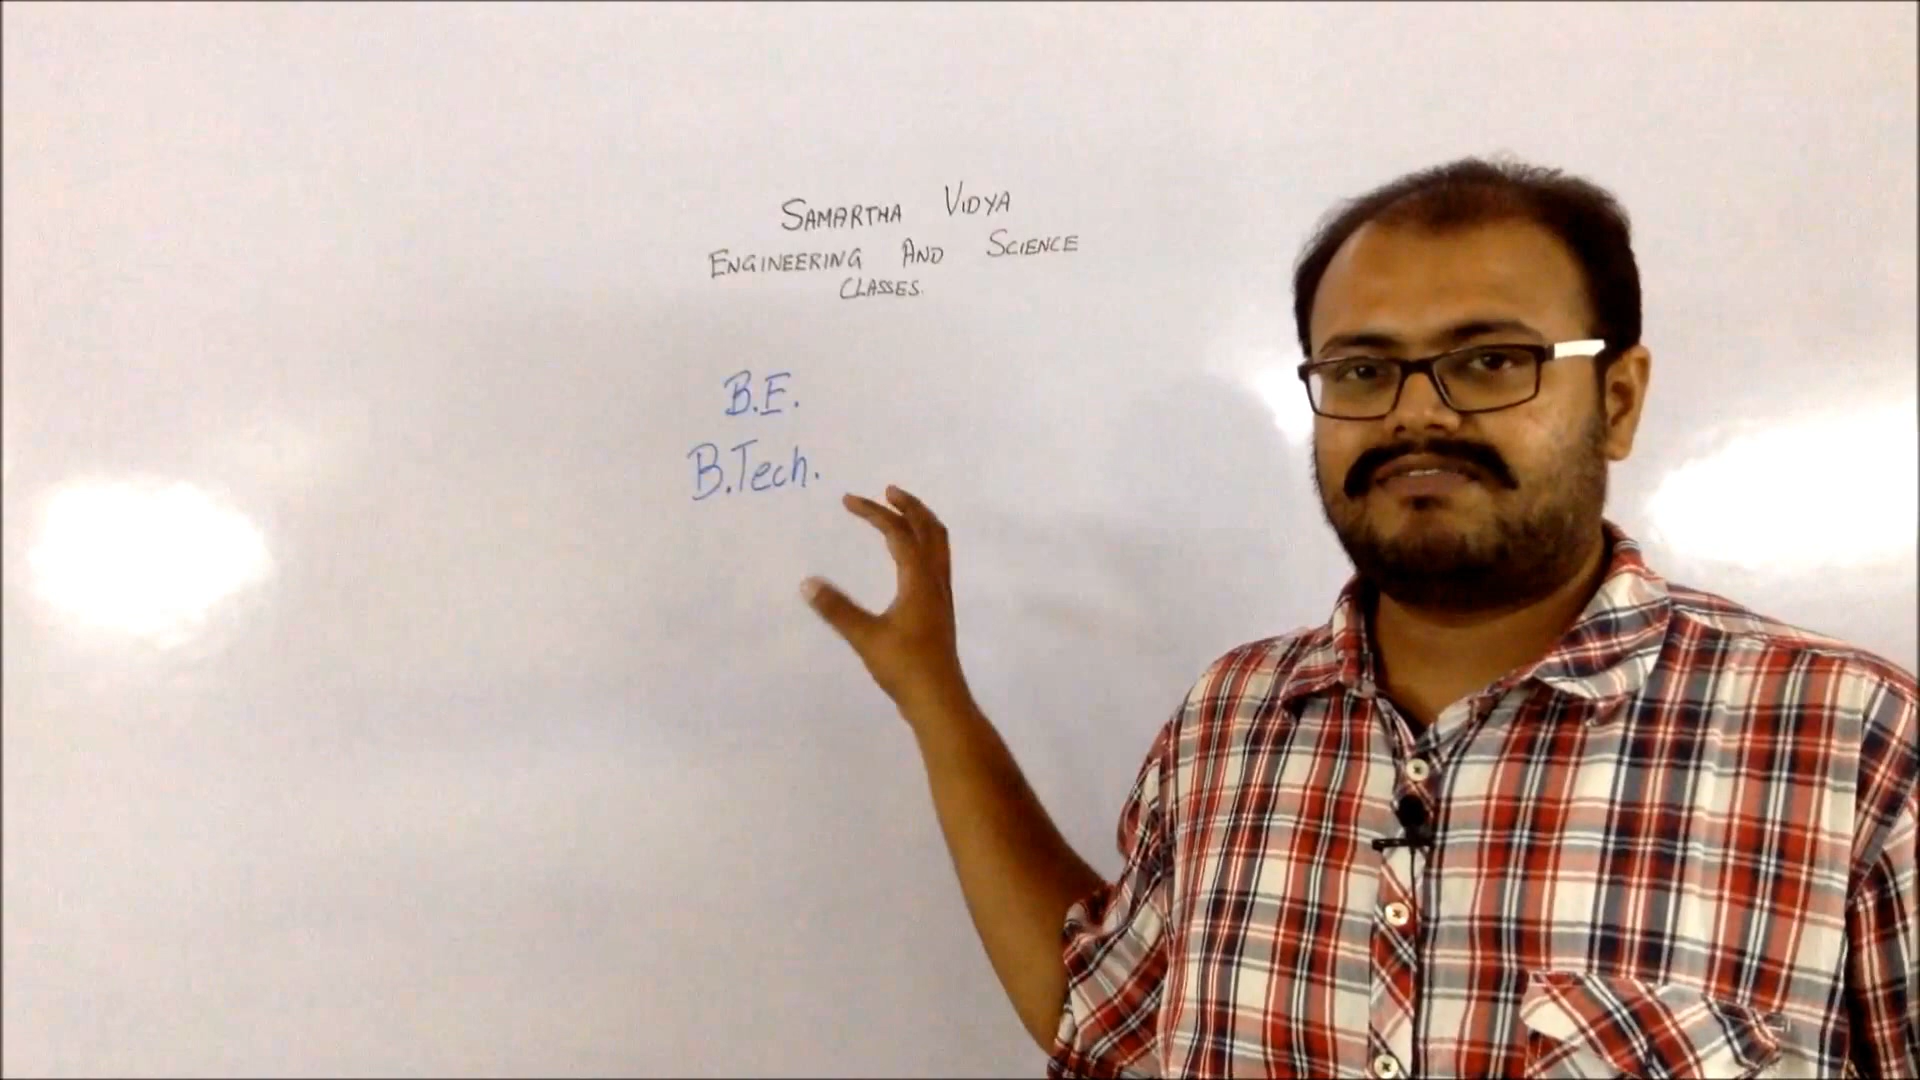 SAMARTHA VIDYA
ENGINEERING AND SCIENCE
CLASSES.
B.E.
B.Tech.